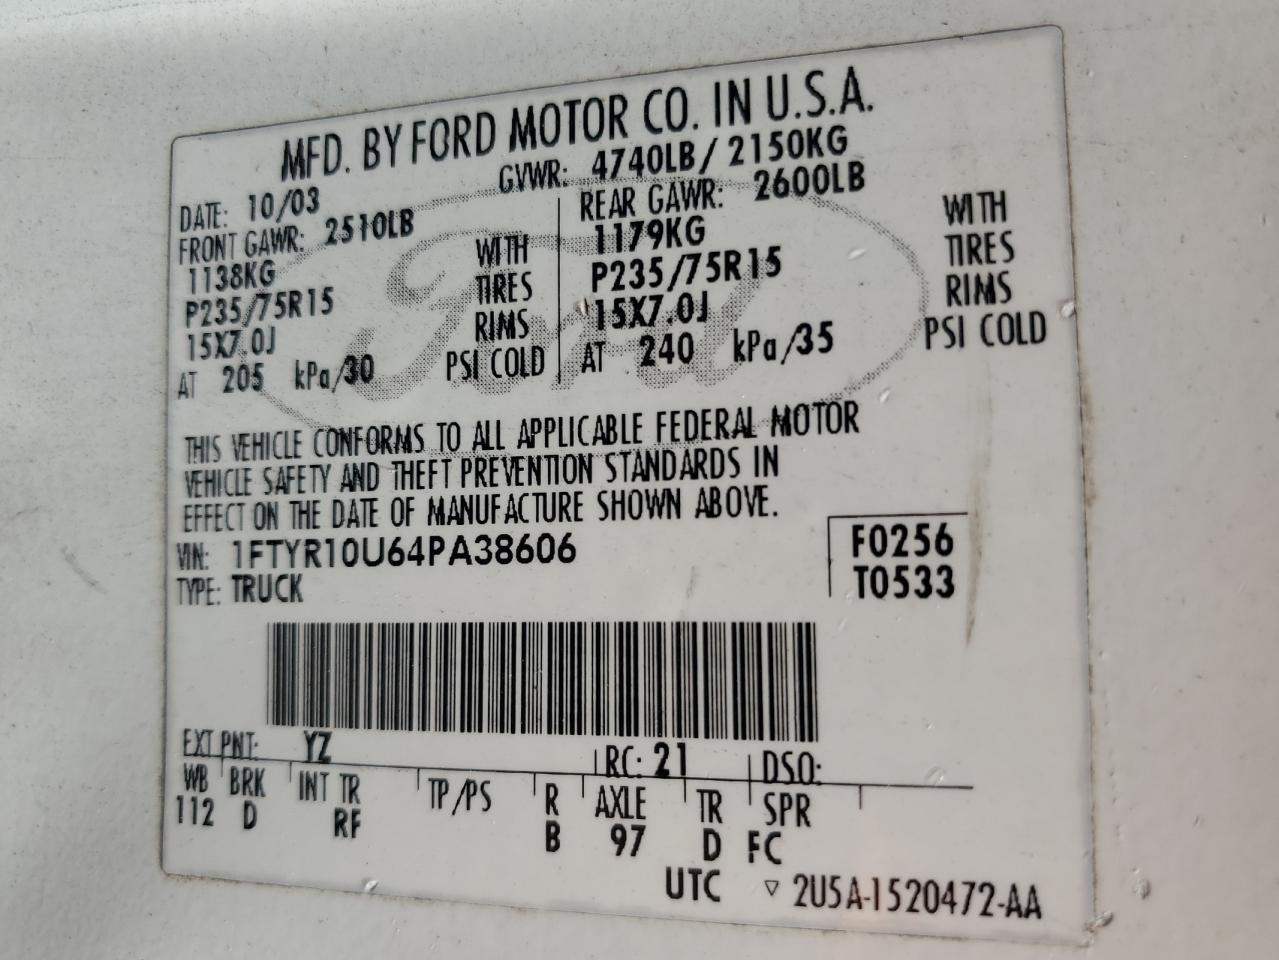 MFD. BY FORD MOTOR CO. IN U.S.A.
DATE: 10/03 GVWR: 4740LB/ 2150KG
FRONT GAWR: 2510LB REAR GAWR: 2600LB
1138KG WITH 1179KG WITH
P235/75R15 TIRES P235/75R15 TIRES
15X7.0J RIMS 15X7.0J RIMS
AT 205 kPa/30 PSI COLD AT 240 kPa/35 PSI COLD
Ford
THIS VEHICLE CONFORMS TO ALL APPLICABLE FEDERAL MOTOR
VEHICLE SAFETY AND THEFT PREVENTION STANDARDS IN
EFFECT ON THE DATE OF MANUFACTURE SHOWN ABOVE.
VIN: 1FTYR10U64PA38606 F0256
TYPE: TRUCK T0533
EXT PNT: YZ RC: 21 DSO:
WB BRK INT TR TP/PS R AXLE TR SPR
112 D RF B 97 D FC
UTC ▽ 2U5A-1520472-AA